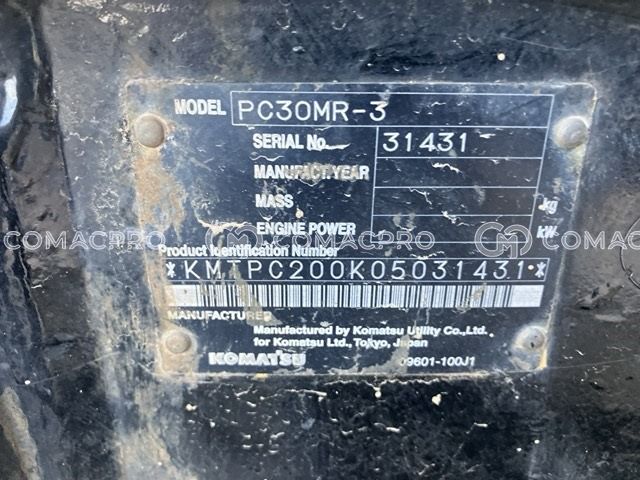 MODEL PC30MR-3
SERIAL No. 31431
MANUFACT.YEAR
MASS kg
ENGINE POWER kW
COMACPRO COMACPRO COMACPRO
Product Identification Number
*KMTPC200K05031431*
MANUFACTURED
Manufactured by Komatsu Utility Co.,Ltd.
for Komatsu Ltd., Tokyo, Japan
KOMATSU 09601-100J1